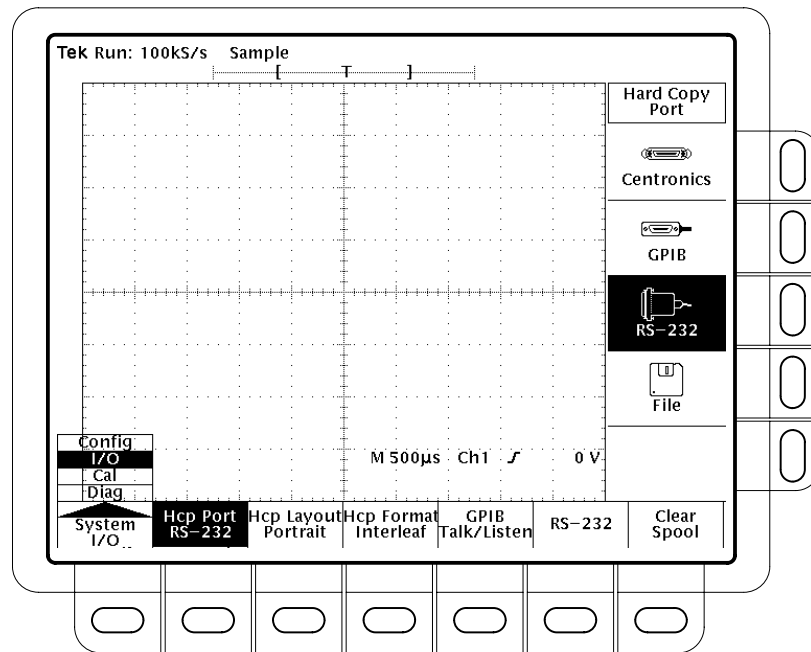 Tek Run: 100kS/s Sample
[ T ]
Hard Copy
Port
Centronics
GPIB
RS–232
File
Config
I/O
Cal
Diag
M 500µs Ch1 0 V
System
I/O
Hcp Port
RS–232
Hcp Layout
Portrait
Hcp Format
Interleaf
GPIB
Talk/Listen
RS–232
Clear
Spool